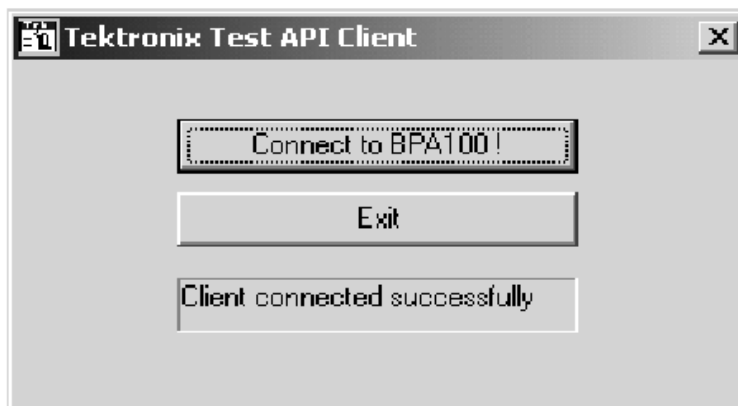 Tektronix Test API Client
Connect to BPA100 !
Exit
Client connected successfully